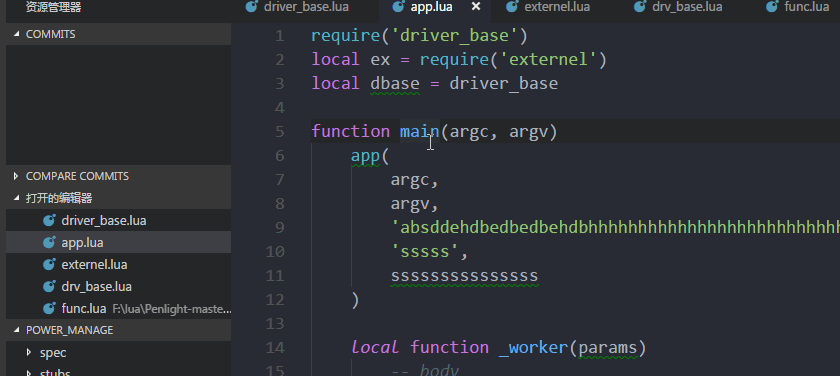 资源管理器
COMMITS
COMPARE COMMITS
打开的编辑器
driver_base.lua
app.lua
externel.lua
drv_base.lua
func.lua F:\lua\Penlight-maste...
POWER_MANAGE
spec
stubs
driver_base.lua app.lua externel.lua drv_base.lua func.lua
1 require('driver_base')
2 local ex = require('externel')
3 local dbase = driver_base
4
5 function main(argc, argv)
6 app(
7 argc,
8 argv,
9 'absddehdbedbedbehdbhhhhhhhhhhhhhhhhhhhhhhhhhh
10 'sssss',
11 sssssssssssssss
12 )
13
14 local function _worker(params)
15 -- body